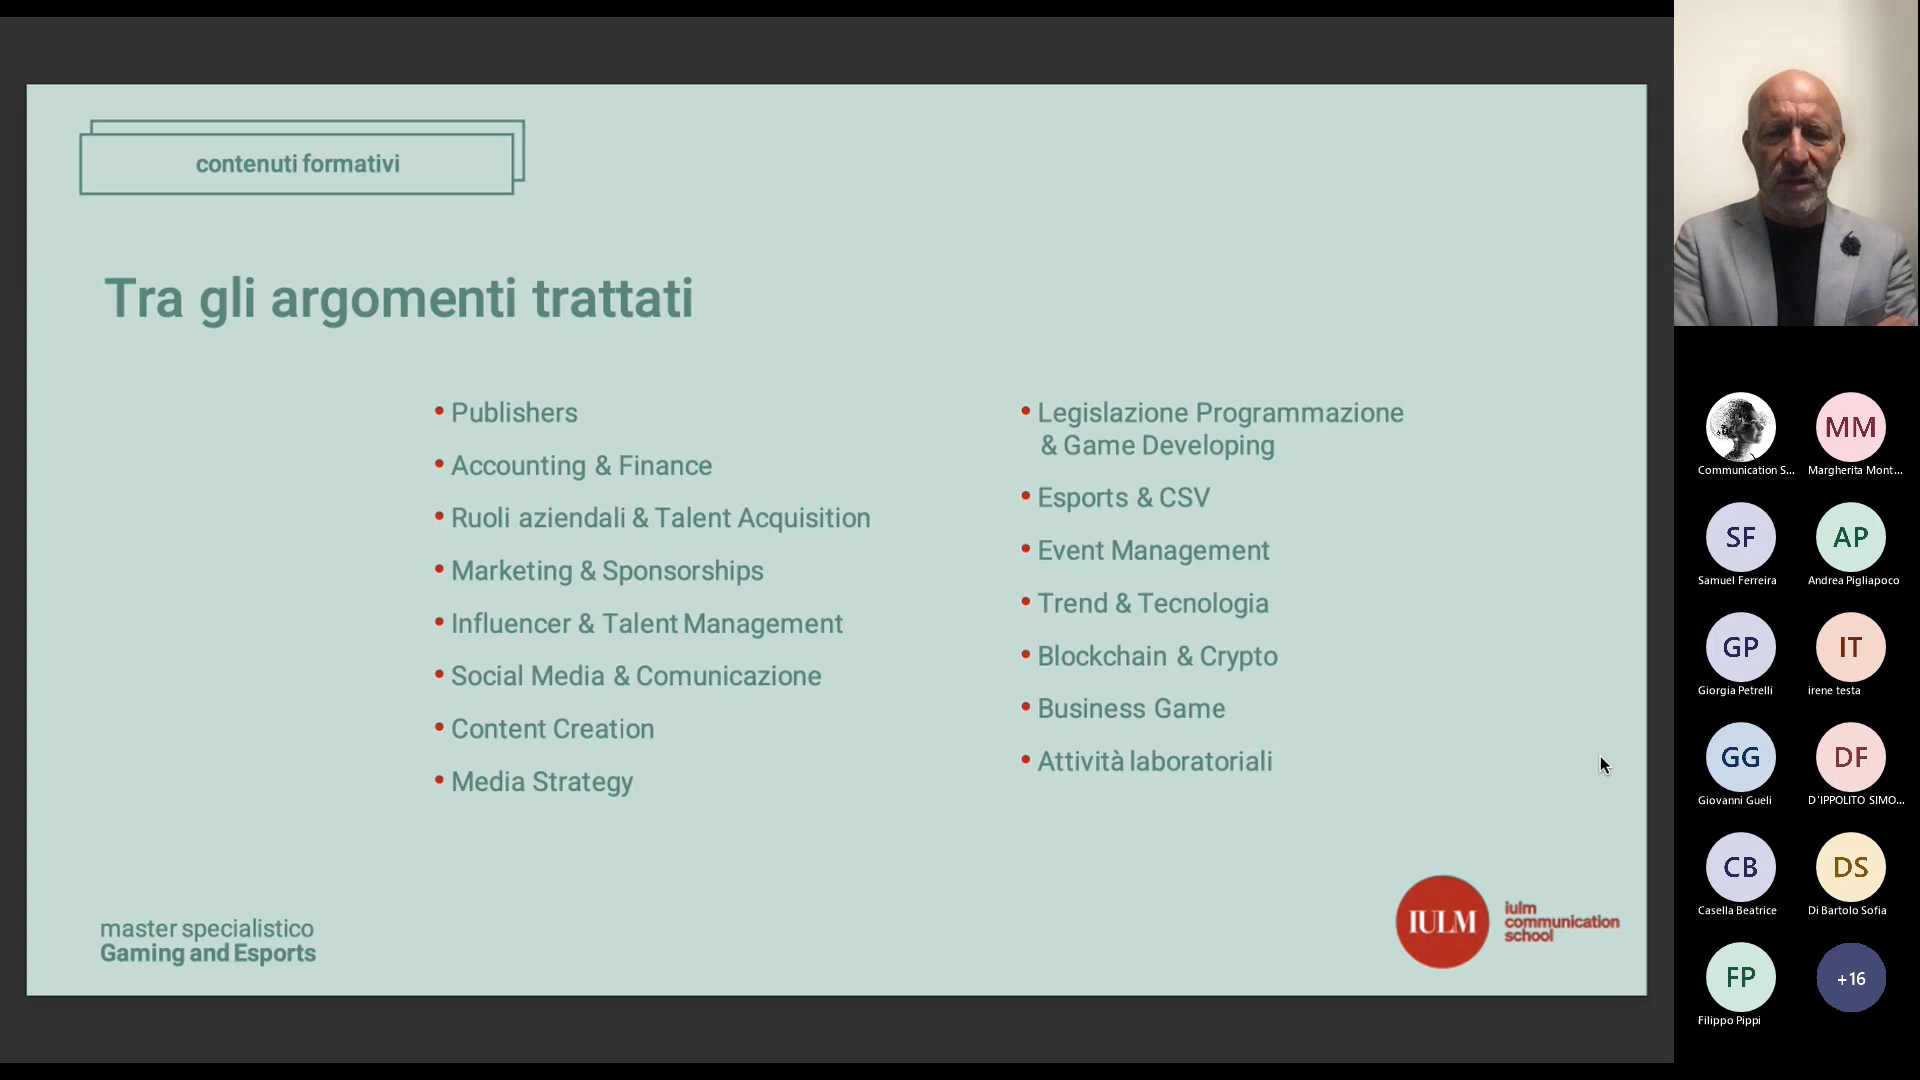 contenuti formativi
Tra gli argomenti trattati
• Publishers
• Accounting & Finance
• Ruoli aziendali & Talent Acquisition
• Marketing & Sponsorships
• Influencer & Talent Management
• Social Media & Comunicazione
• Content Creation
• Media Strategy
• Legislazione Programmazione
& Game Developing
• Esports & CSV
• Event Management
• Trend & Tecnologia
• Blockchain & Crypto
• Business Game
• Attività laboratoriali
master specialistico
Gaming and Esports
IULM
iulm
communication
school
Communication S...
MM
Margherita Mont...
SF
Samuel Ferreira
AP
Andrea Pigliapoco
GP
Giorgia Petrelli
IT
irene testa
GG
Giovanni Gueli
DF
D'IPPOLITO SIMO...
CB
Casella Beatrice
DS
Di Bartolo Sofia
FP
Filippo Pippi
+16